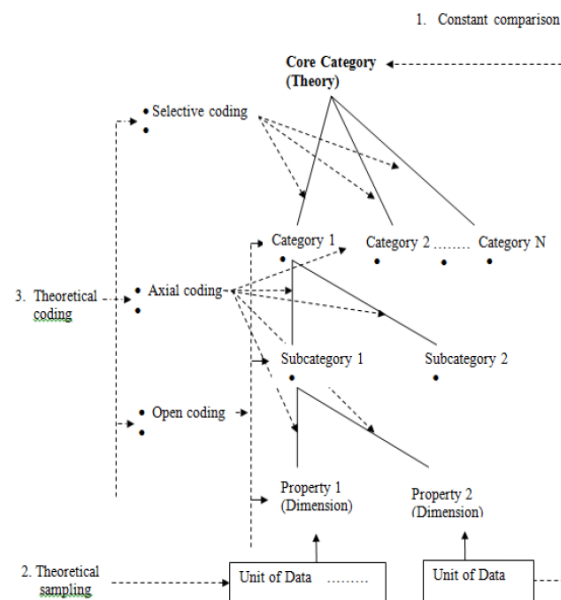 1. Constant comparison
Core Category
(Theory)
• Selective coding
•
Category 1 Category 2 ........ Category N
• • • •
3. Theoretical
coding
• Axial coding
•
Subcategory 1 Subcategory 2
• •
• Open coding
•
Property 1
(Dimension)
Property 2
(Dimension)
2. Theoretical
sampling
Unit of Data ..........
Unit of Data